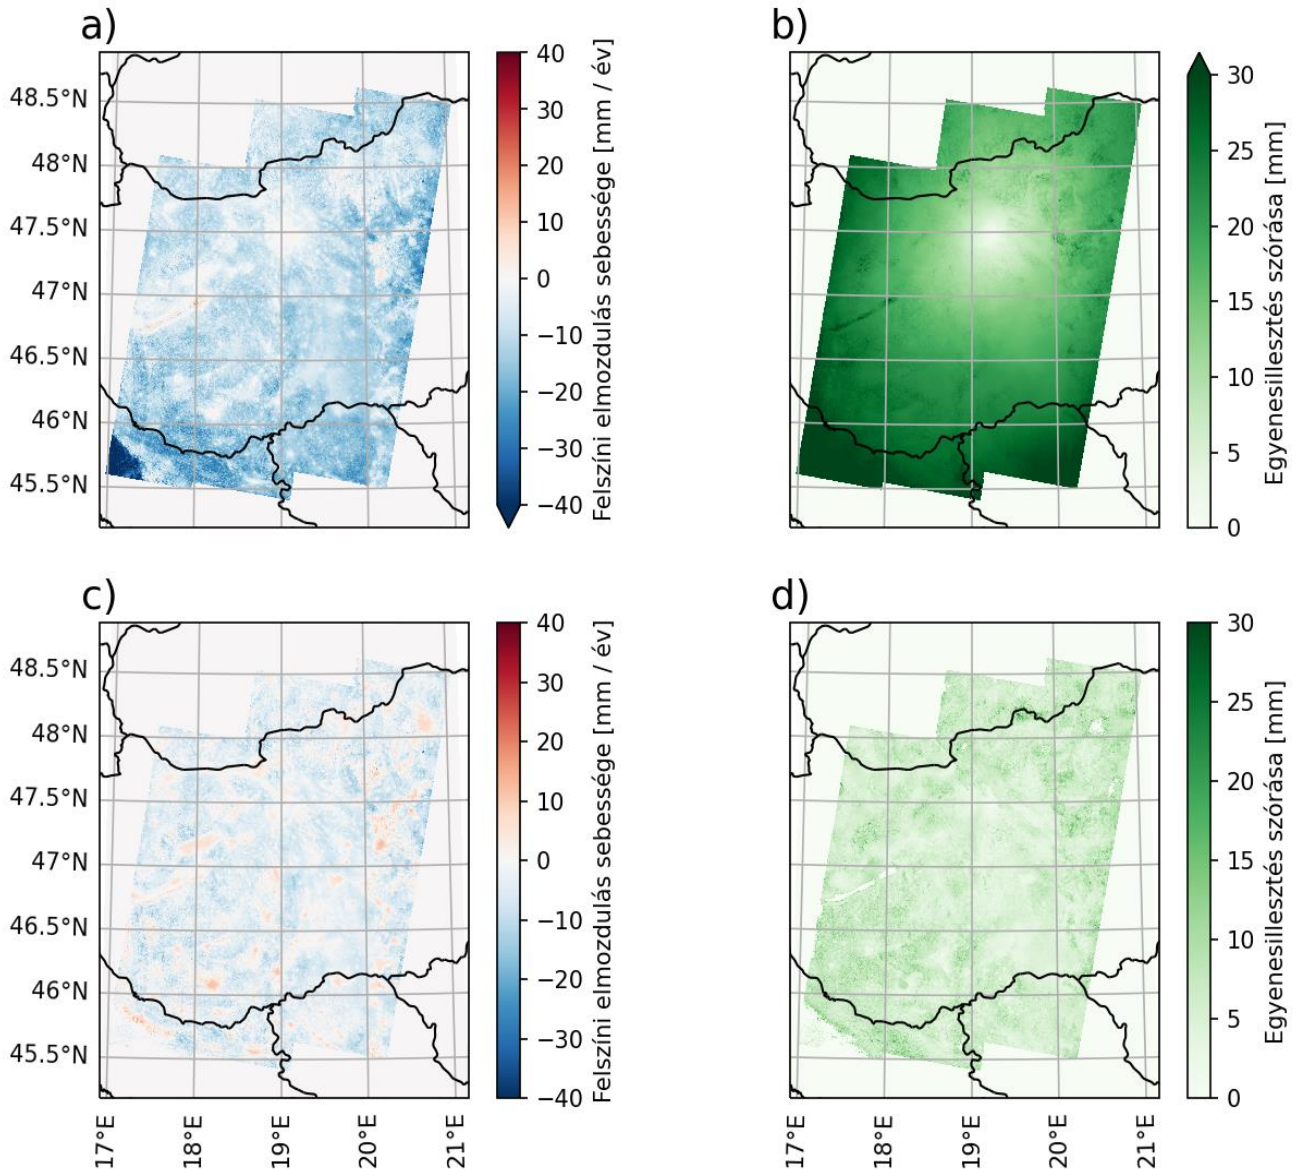 a)
48.5°N
48°N
47.5°N
47°N
46.5°N
46°N
45.5°N
40
30
20
10
0
−10
−20
−30
−40
Felszíni elmozdulás sebessége [mm / év]
b)
30
25
20
15
10
5
0
Egyenesillesztés szórása [mm]
c)
48.5°N
48°N
47.5°N
47°N
46.5°N
46°N
45.5°N
17°E
18°E
19°E
20°E
21°E
40
30
20
10
0
−10
−20
−30
−40
Felszíni elmozdulás sebessége [mm / év]
d)
17°E
18°E
19°E
20°E
21°E
30
25
20
15
10
5
0
Egyenesillesztés szórása [mm]